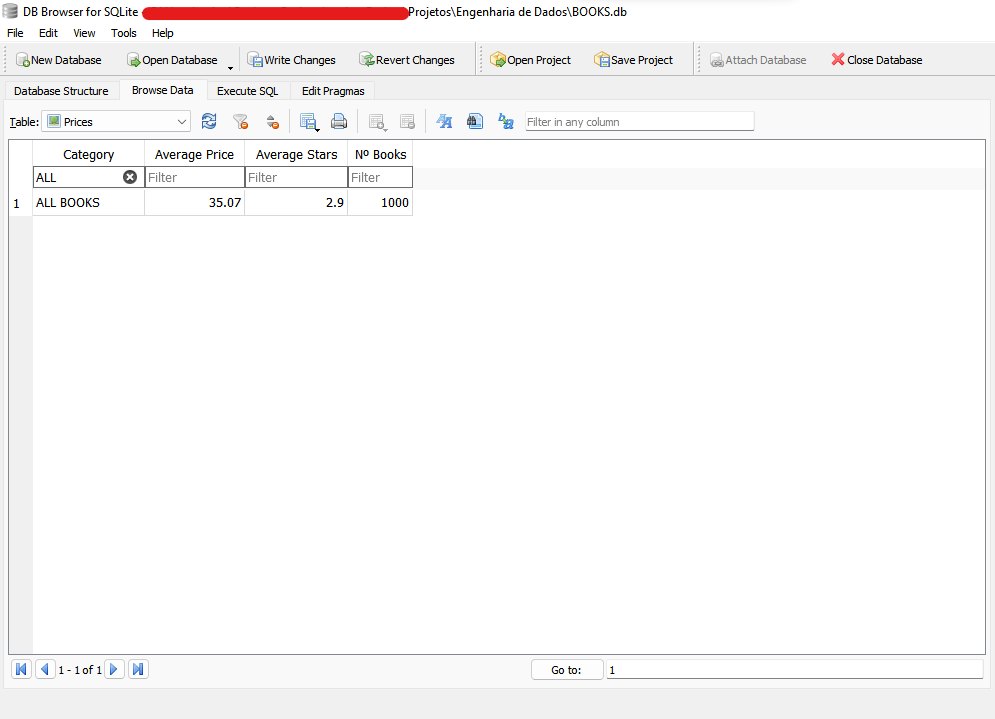 DB Browser for SQLite - Projetos\Engenharia de Dados\BOOKS.db
File Edit View Tools Help
New Database Open Database Write Changes Revert Changes Open Project Save Project Attach Database Close Database
Database Structure Browse Data Execute SQL Edit Pragmas
Table: Prices Filter in any column
Category Average Price Average Stars Nº Books
ALL Filter Filter Filter
1 ALL BOOKS 35.07 2.9 1000
1 - 1 of 1 Go to: 1